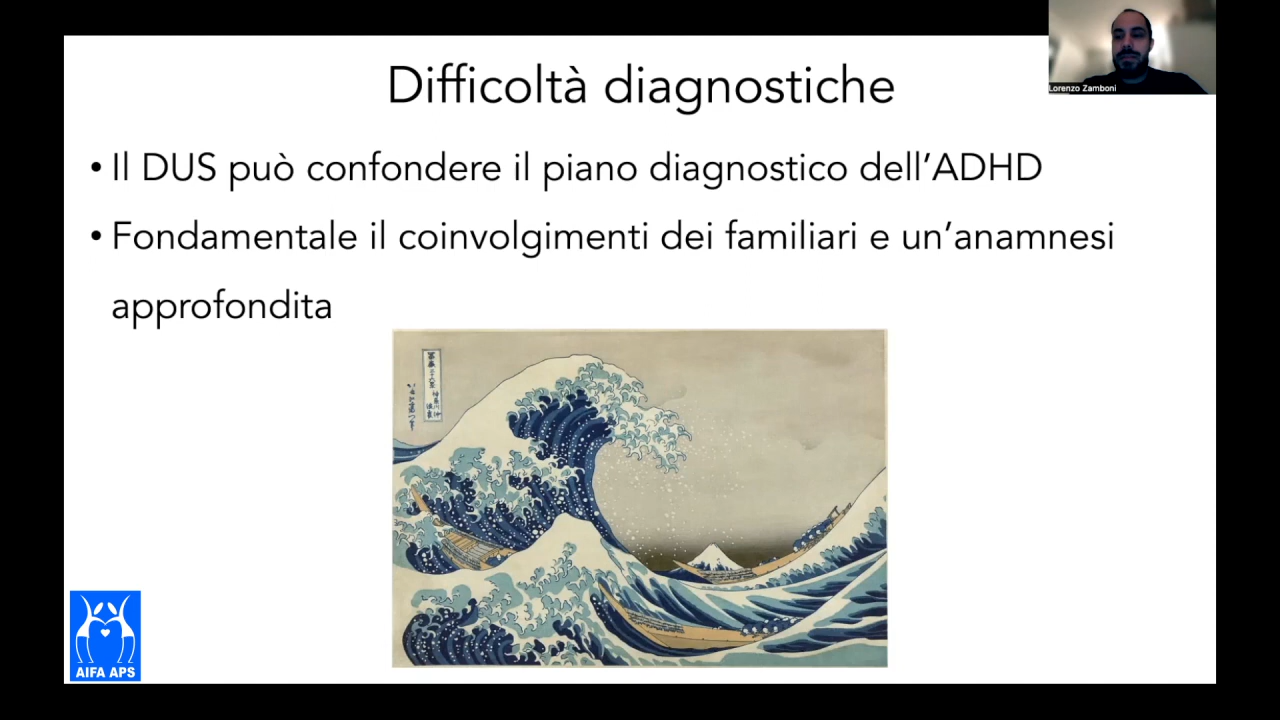 Difficoltà diagnostiche
Lorenzo Zamboni
• Il DUS può confondere il piano diagnostico dell’ADHD
• Fondamentale il coinvolgimenti dei familiari e un’anamnesi
approfondita
AIFA APS